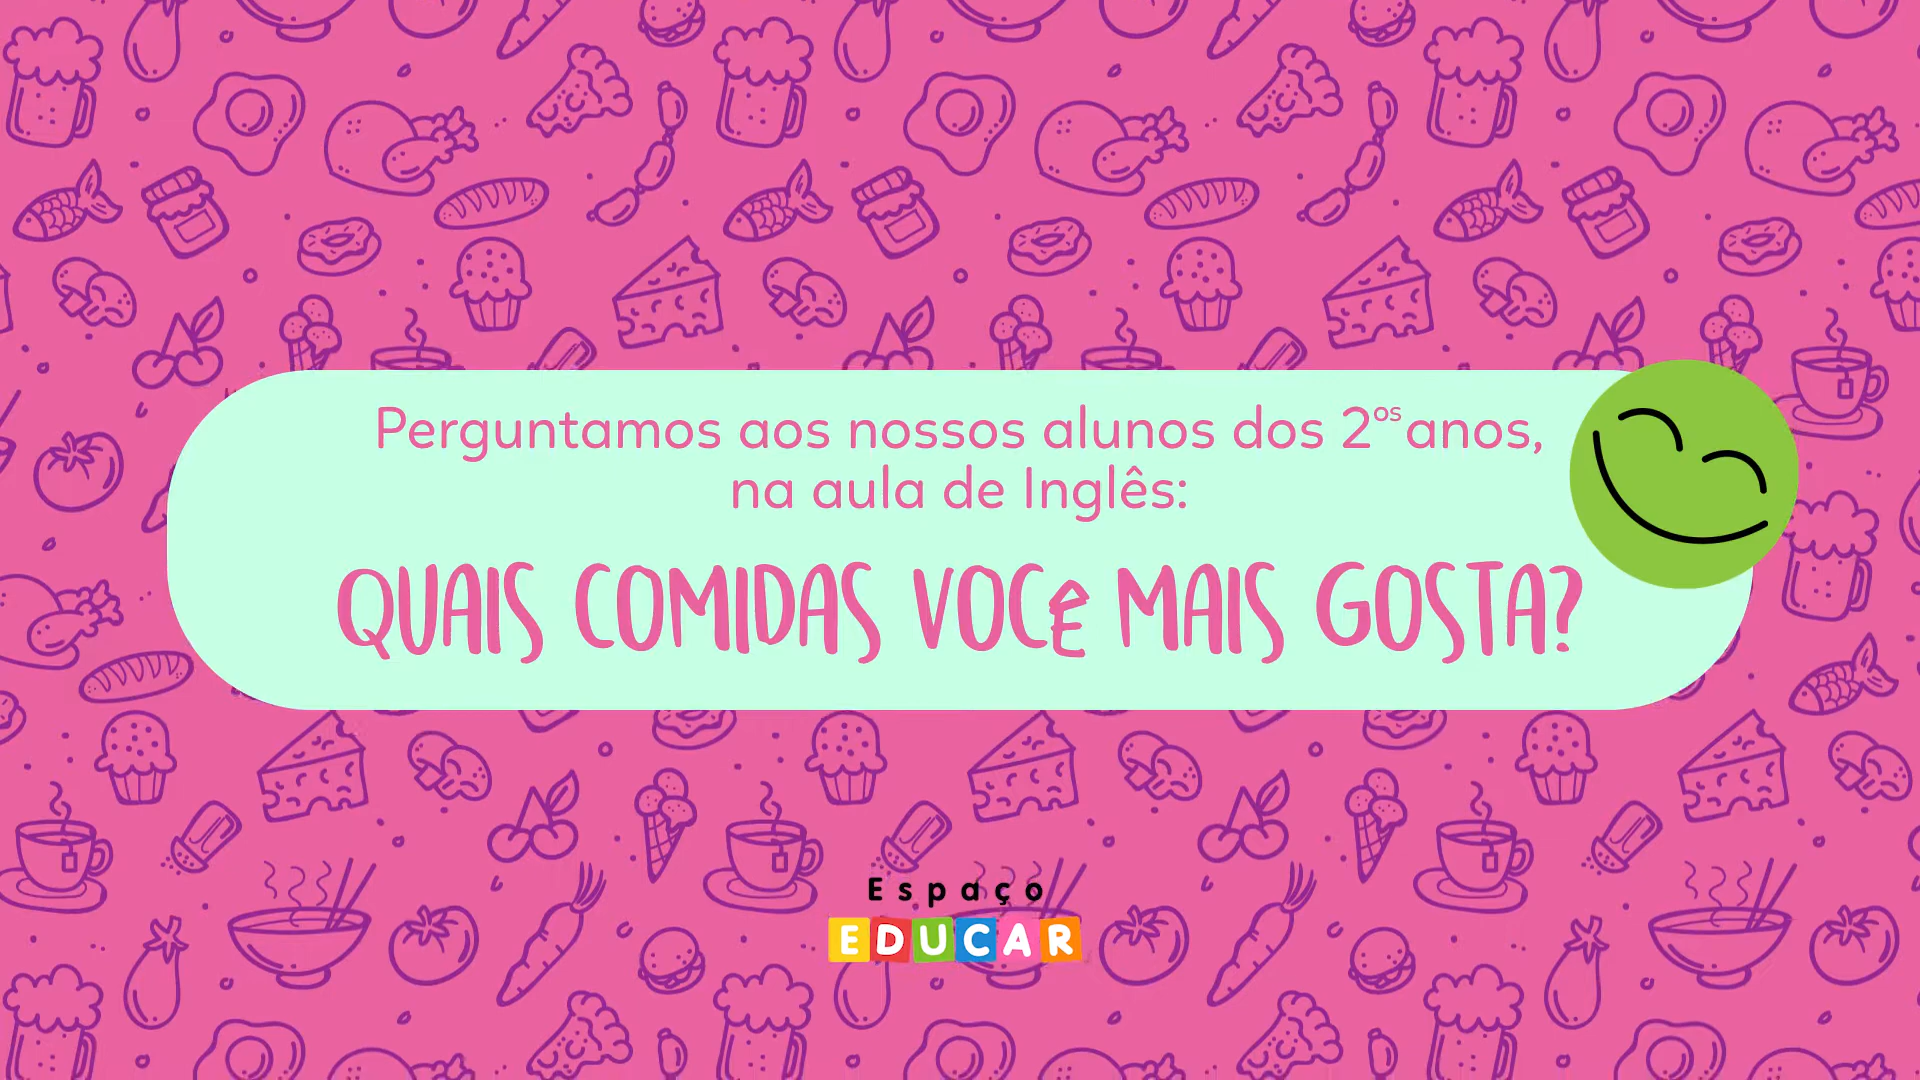 Perguntamos aos nossos alunos dos 2ºˢ anos,
na aula de Inglês:
QUAIS COMIDAS VOCÊ MAIS GOSTA?
Espaço
EDUCAR